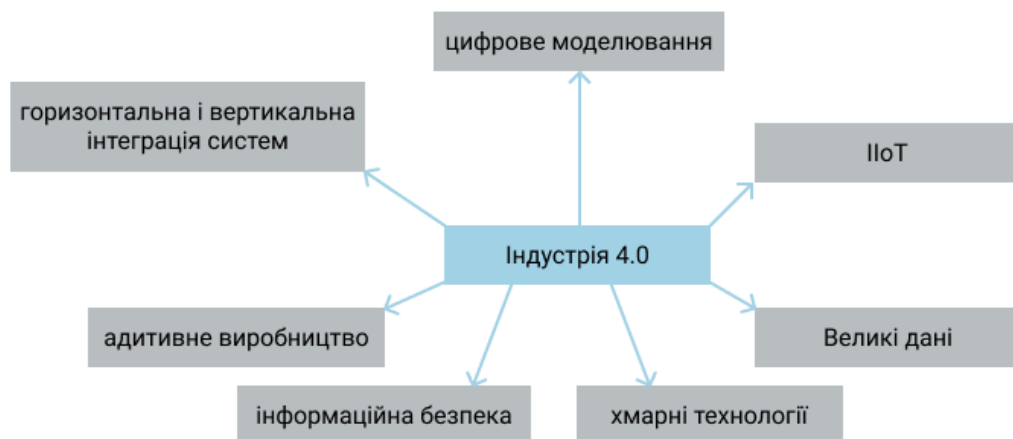 цифрове моделювання
горизонтальна і вертикальна
інтеграція систем
IIoT
Індустрія 4.0
адитивне виробництво
Великі дані
інформаційна безпека
хмарні технології